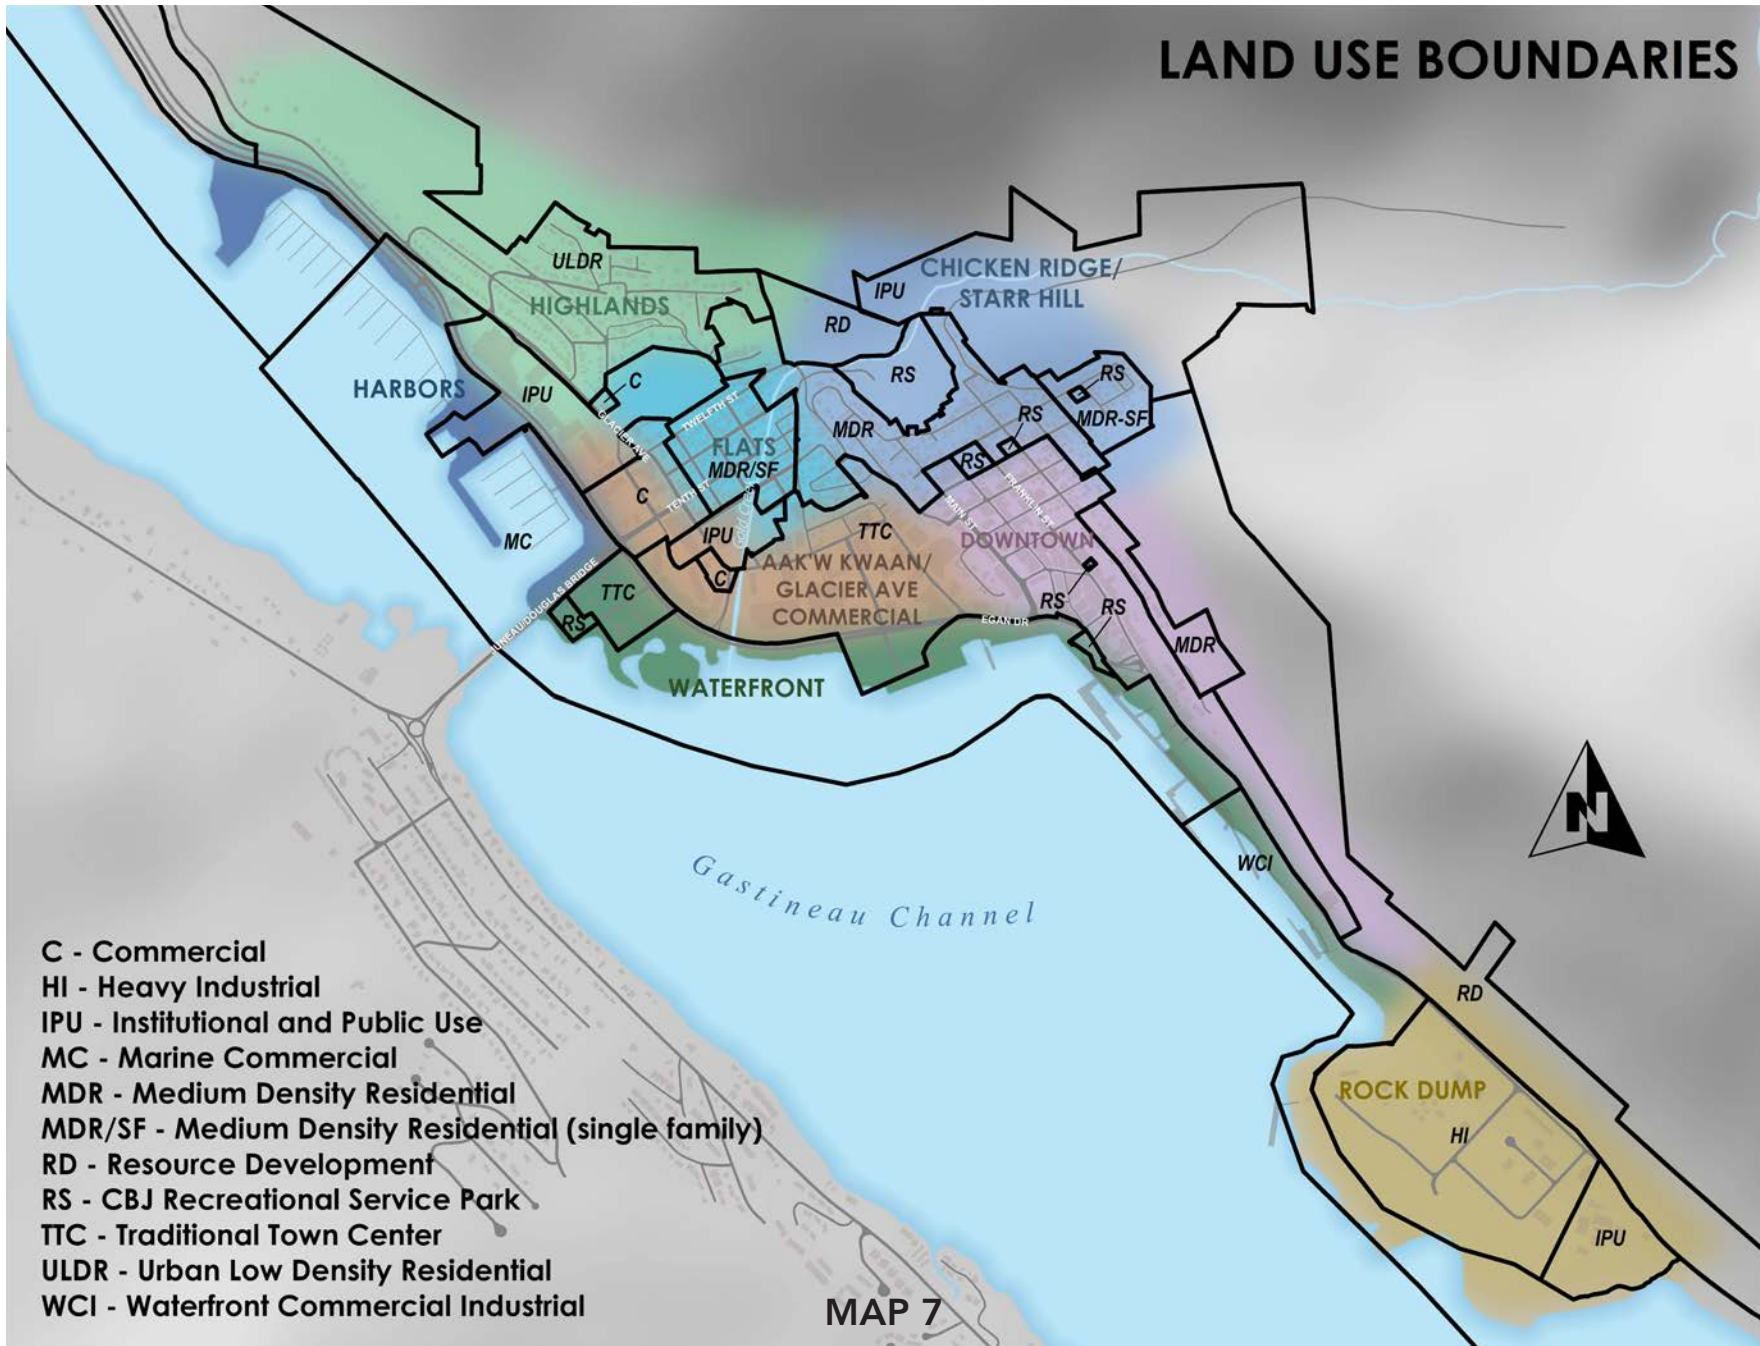 LAND USE BOUNDARIES
CHICKEN RIDGE/
STARR HILL
IPU
ULDR
HIGHLANDS
RD
RS
C
RS
HARBORS
IPU
MDR
RS
MDR-SF
GLACIER AVE
TWELFTH ST
FLATS
MDR/SF
RS
C
TENTH ST
FRANKLIN ST
MAIN ST
Gold Creek
IPU
TTC
DOWNTOWN
MC
C
AAK'W KWAAN/
GLACIER AVE
COMMERCIAL
TTC
JUNEAU/DOUGLAS BRIDGE
RS
RS
RS
EGAN DR
MDR
WATERFRONT
N
WCI
Gastineau Channel
RD
ROCK DUMP
HI
IPU
C - Commercial
HI - Heavy Industrial
IPU - Institutional and Public Use
MC - Marine Commercial
MDR - Medium Density Residential
MDR/SF - Medium Density Residential (single family)
RD - Resource Development
RS - CBJ Recreational Service Park
TTC - Traditional Town Center
ULDR - Urban Low Density Residential
WCI - Waterfront Commercial Industrial
MAP 7